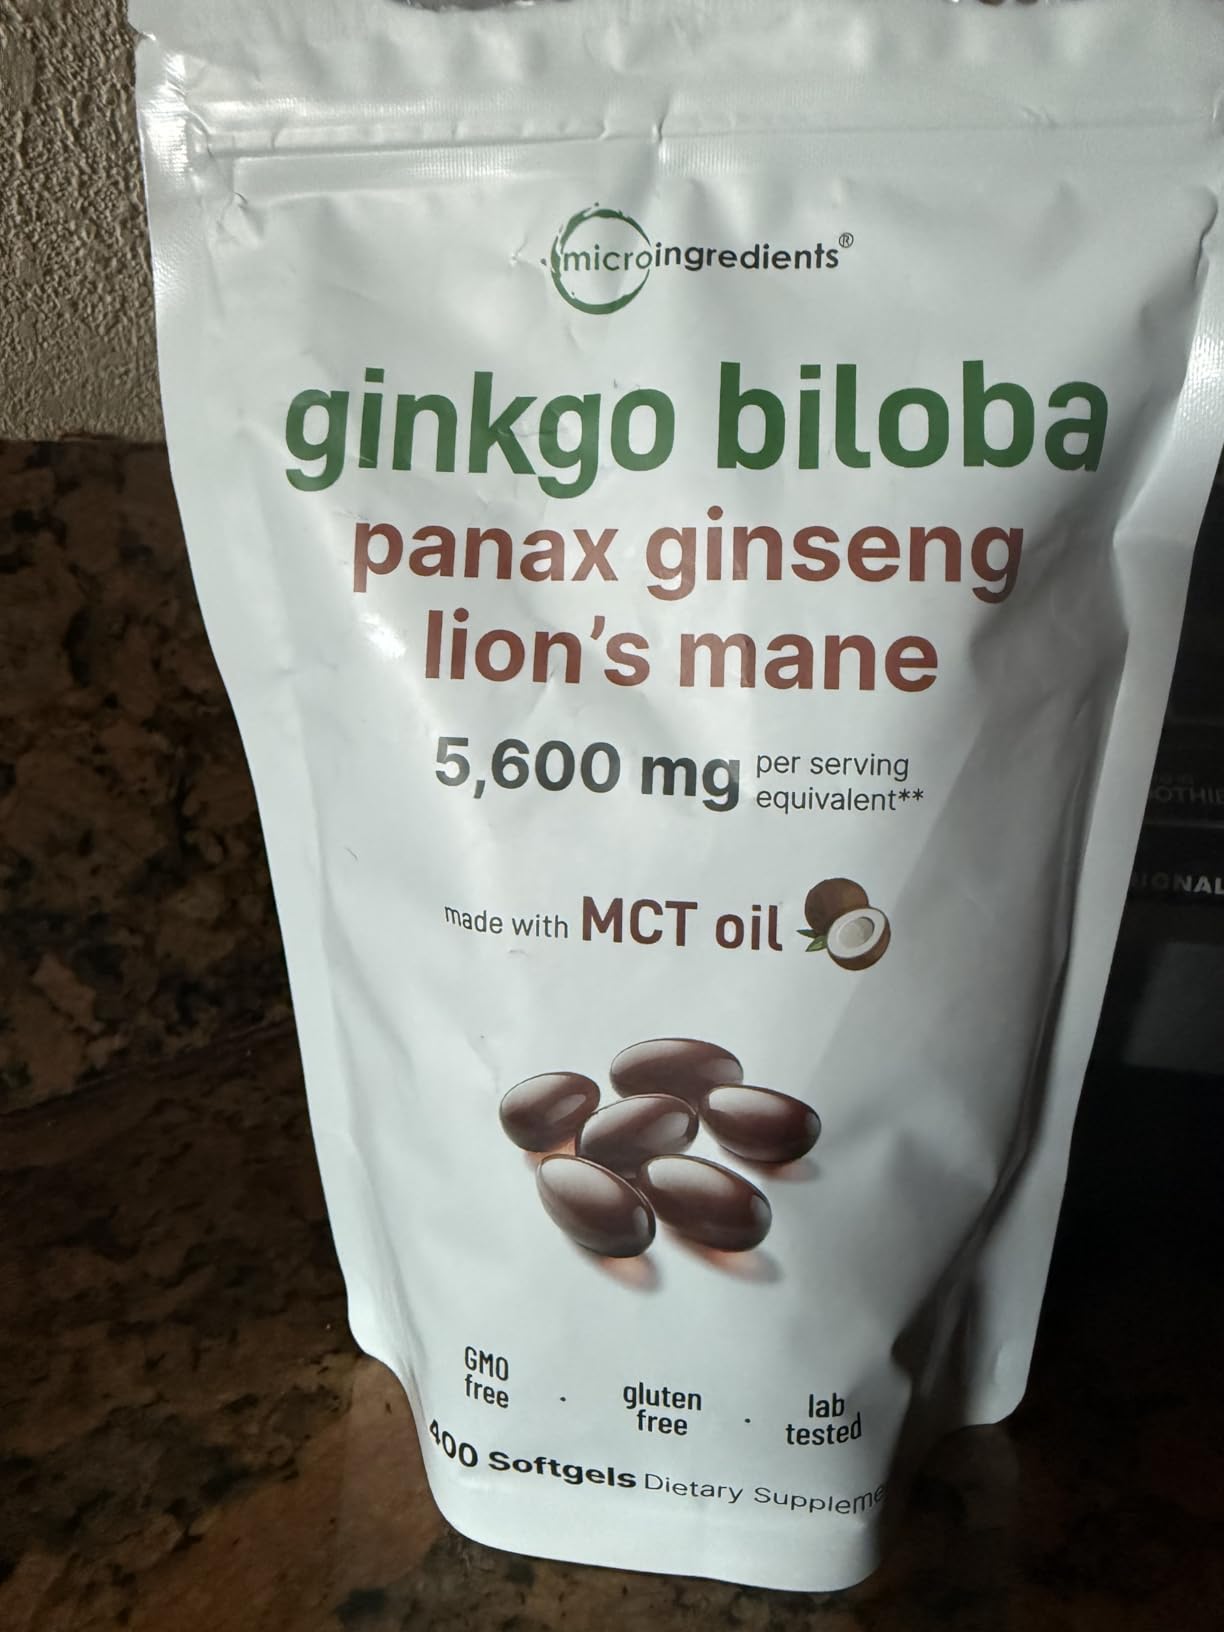 microingredients®
ginkgo biloba
panax ginseng
lion's mane
5,600 mg per serving
equivalent**
made with MCT oil
GMO
free
·
gluten
free
·
lab
tested
400 Softgels Dietary Suppleme